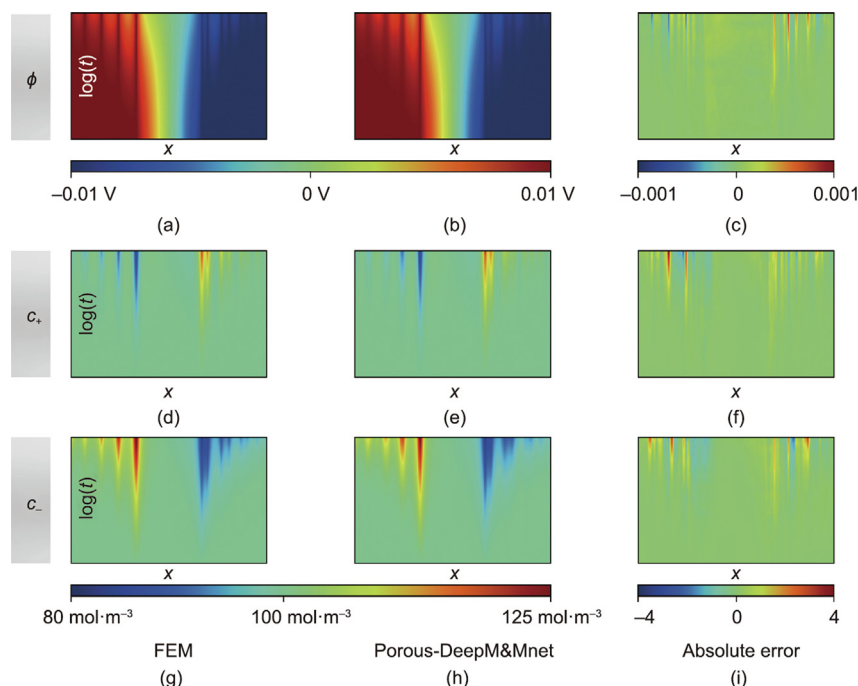 ϕ
log(t)
x
x
x
−0.01 V
0 V
0.01 V
−0.001
0
0.001
(a)
(b)
(c)
c₊
log(t)
x
x
x
(d)
(e)
(f)
c₋
log(t)
x
x
x
80 mol·m⁻³
100 mol·m⁻³
125 mol·m⁻³
−4
0
4
FEM
Porous-DeepM&Mnet
Absolute error
(g)
(h)
(i)